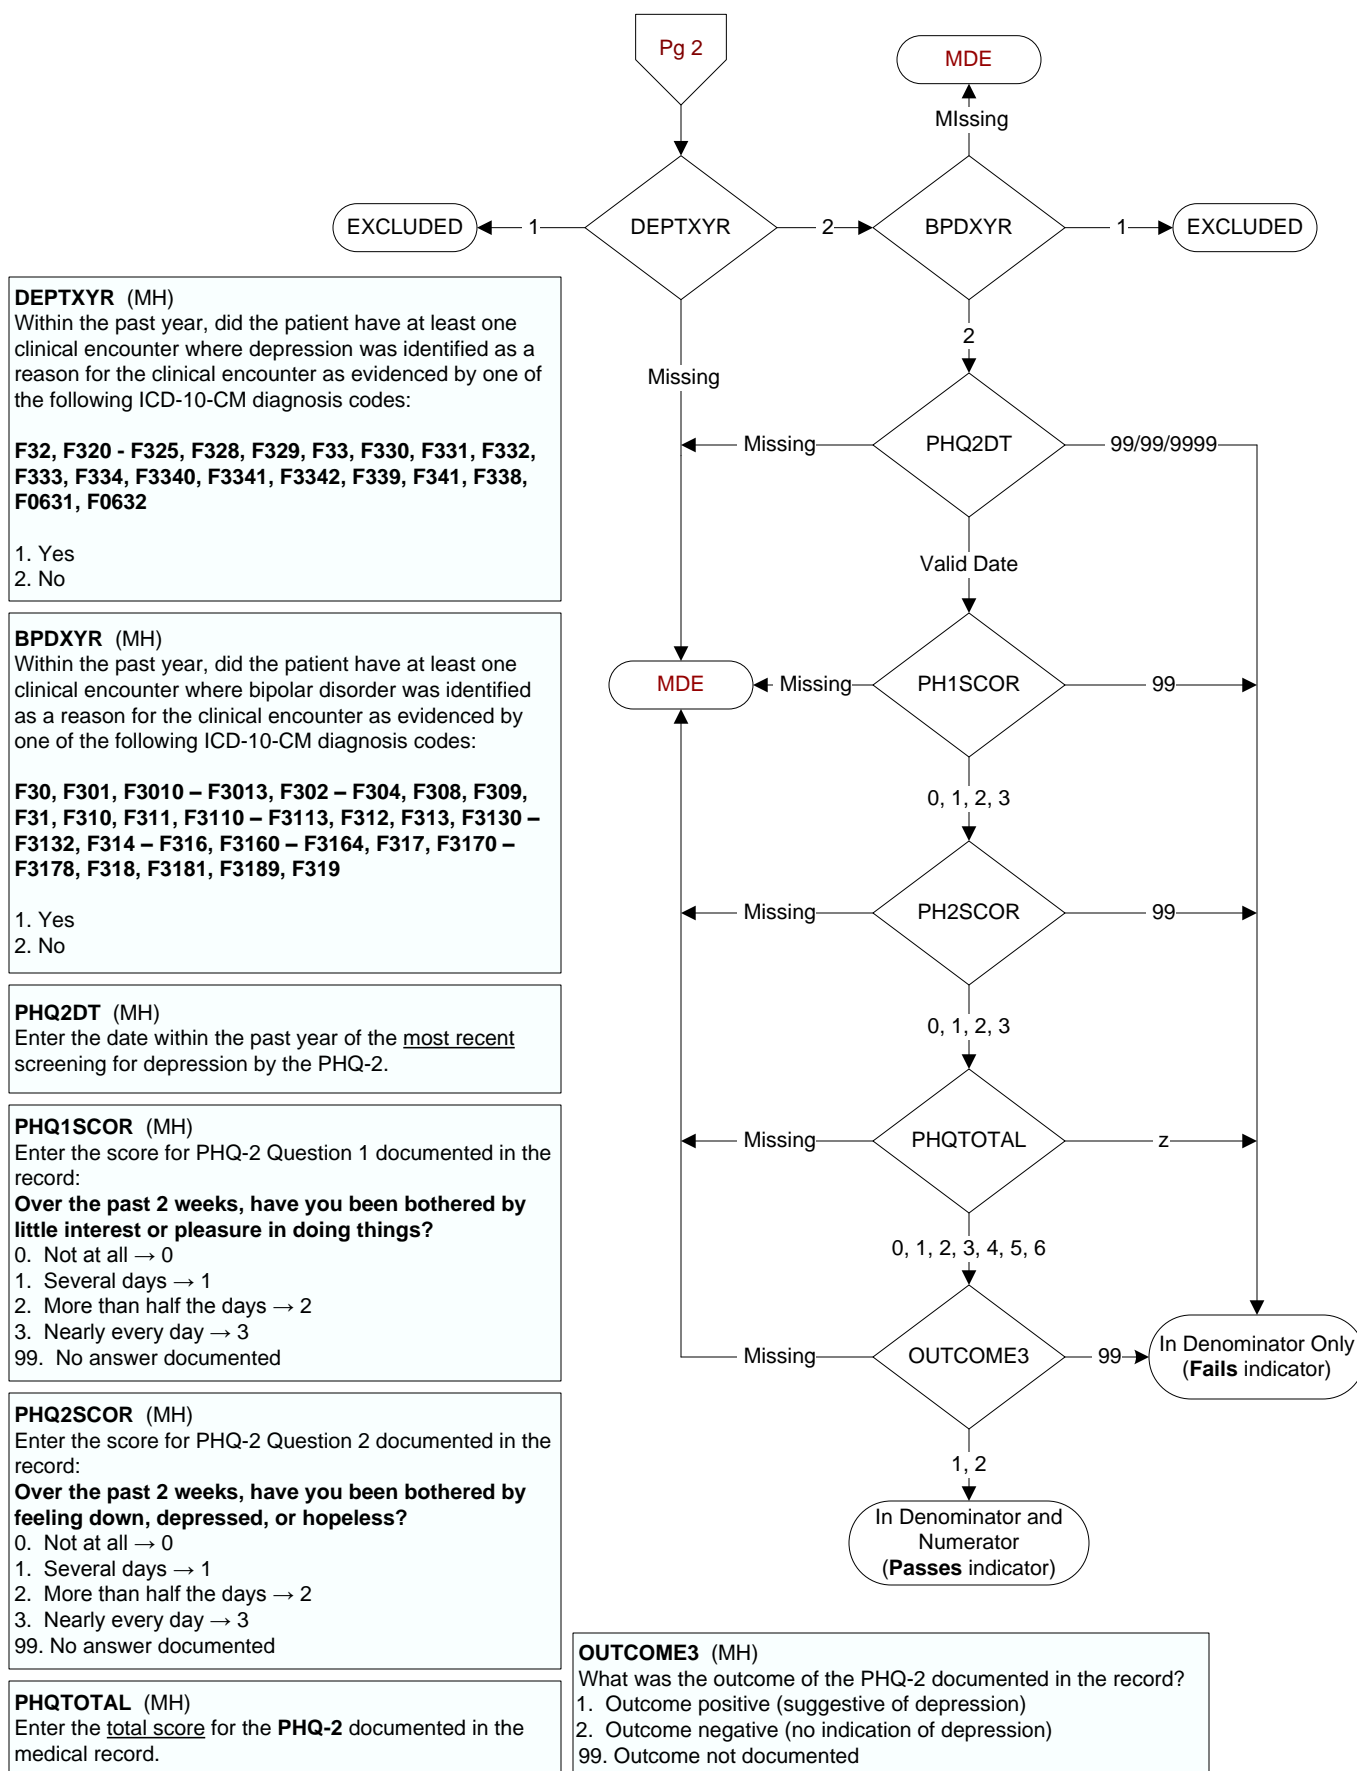 Pg 2
MDE
MIssing
EXCLUDED
1
DEPTXYR
2
BPDXYR
1
EXCLUDED
2
Missing
Missing
PHQ2DT
99/99/9999
Valid Date
MDE
Missing
PH1SCOR
99
0, 1, 2, 3
Missing
PH2SCOR
99
0, 1, 2, 3
Missing
PHQTOTAL
z
0, 1, 2, 3, 4, 5, 6
Missing
OUTCOME3
99
In Denominator Only
(Fails indicator)
1, 2
In Denominator and
Numerator
(Passes indicator)
DEPTXYR (MH)
Within the past year, did the patient have at least one
clinical encounter where depression was identified as a
reason for the clinical encounter as evidenced by one of
the following ICD-10-CM diagnosis codes:
F32, F320 - F325, F328, F329, F33, F330, F331, F332,
F333, F334, F3340, F3341, F3342, F339, F341, F338,
F0631, F0632
1. Yes
2. No
BPDXYR (MH)
Within the past year, did the patient have at least one
clinical encounter where bipolar disorder was identified
as a reason for the clinical encounter as evidenced by
one of the following ICD-10-CM diagnosis codes:
F30, F301, F3010 – F3013, F302 – F304, F308, F309,
F31, F310, F311, F3110 – F3113, F312, F313, F3130 –
F3132, F314 – F316, F3160 – F3164, F317, F3170 –
F3178, F318, F3181, F3189, F319
1. Yes
2. No
PHQ2DT (MH)
Enter the date within the past year of the most recent
screening for depression by the PHQ-2.
PHQ1SCOR (MH)
Enter the score for PHQ-2 Question 1 documented in the
record:
Over the past 2 weeks, have you been bothered by
little interest or pleasure in doing things?
0. Not at all → 0
1. Several days → 1
2. More than half the days → 2
3. Nearly every day → 3
99. No answer documented
PHQ2SCOR (MH)
Enter the score for PHQ-2 Question 2 documented in the
record:
Over the past 2 weeks, have you been bothered by
feeling down, depressed, or hopeless?
0. Not at all → 0
1. Several days → 1
2. More than half the days → 2
3. Nearly every day → 3
99. No answer documented
PHQTOTAL (MH)
Enter the total score for the PHQ-2 documented in the
medical record.
OUTCOME3 (MH)
What was the outcome of the PHQ-2 documented in the record?
1. Outcome positive (suggestive of depression)
2. Outcome negative (no indication of depression)
99. Outcome not documented